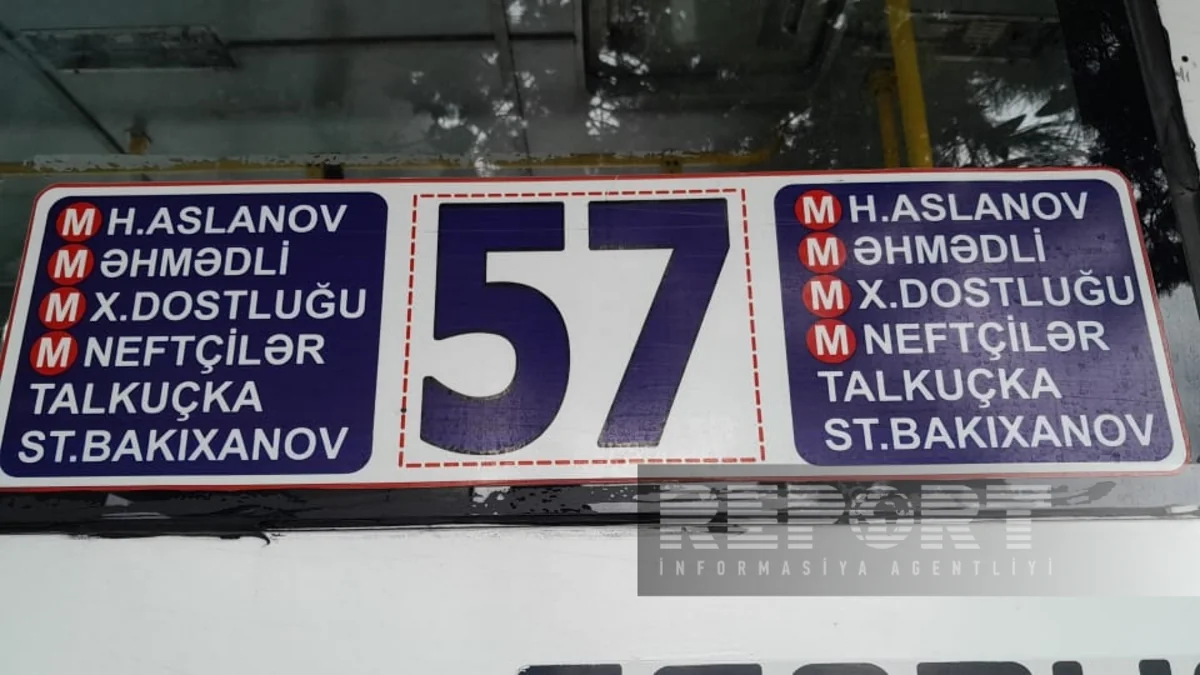 M H.ASLANOV
M ƏHMƏDLİ
M X.DOSTLUĞU
M NEFTÇİLƏR
TALKUÇKA
ST.BAKIXANOV
57
M H.ASLANOV
M ƏHMƏDLİ
M X.DOSTLUĞU
M NEFTÇİLƏR
TALKUÇKA
ST.BAKIXANOV
REPORT
İNFORMASİYA AGENTLİYİ